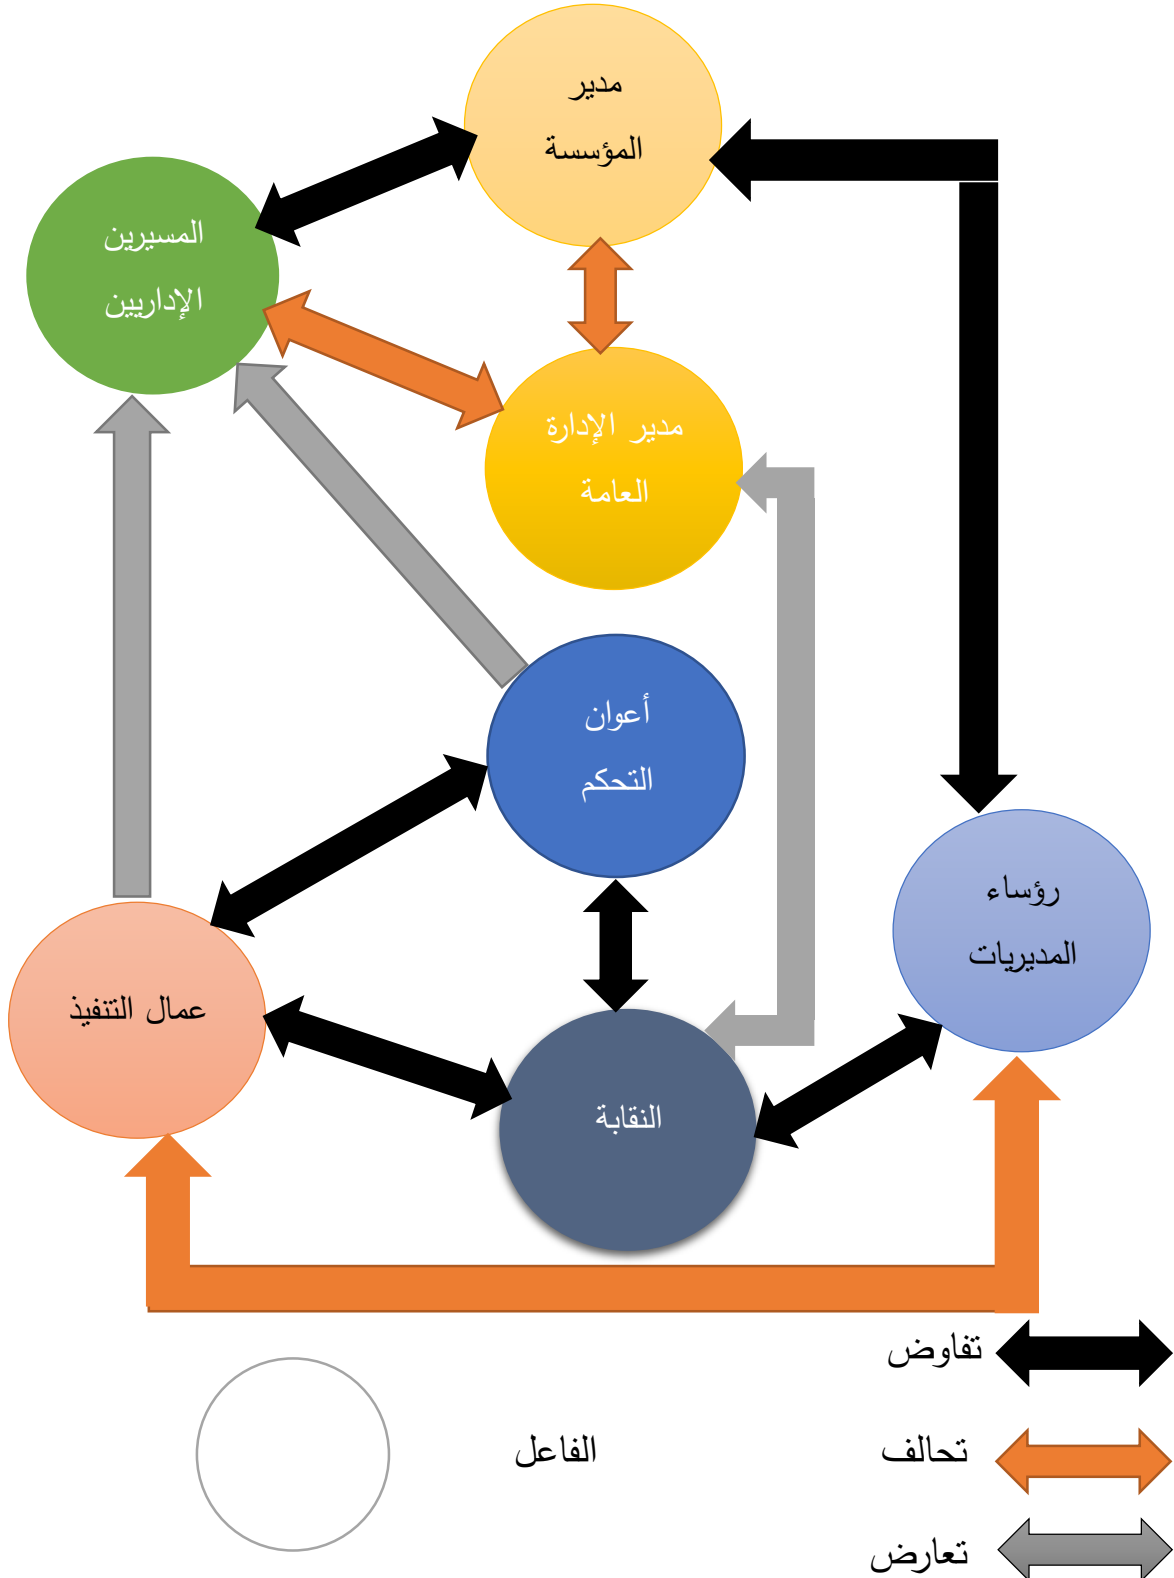 مدير
المؤسسة
المسيرين
الإداريين
مدير الإدارة
العامة
أعوان
التحكم
رؤساء
المديريات
عمال التنفيذ
النقابة
تفاوض
تحالف
الفاعل
تعارض